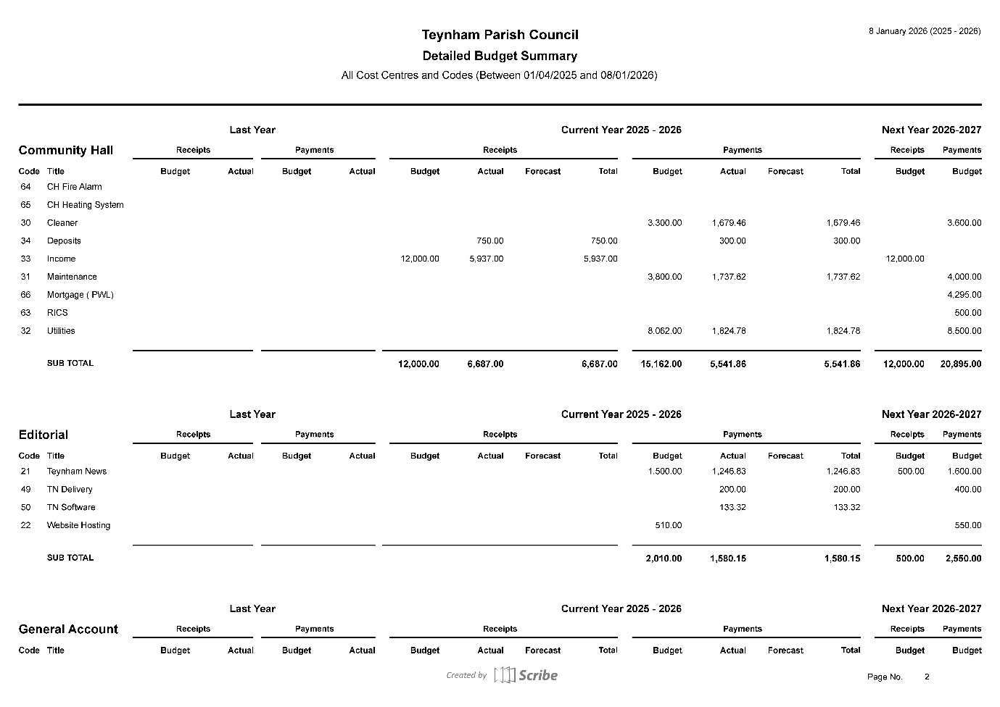 Teynham Parish Council
8 January 2026 (2025 - 2026)
Detailed Budget Summary
All Cost Centres and Codes (Between 01/04/2025 and 08/01/2026)
Last Year Current Year 2025 - 2026 Next Year 2026-2027
Community Hall Receipts Payments Receipts Payments Receipts Payments
Code Title Budget Actual Budget Actual Budget Actual Forecast Total Budget Actual Forecast Total Budget Budget
64 CH Fire Alarm
65 CH Heating System
30 Cleaner 3,300.00 1,679.46 1,679.46 3,600.00
34 Deposits 750.00 750.00 300.00 300.00
33 Income 12,000.00 5,937.00 5,937.00 12,000.00
31 Maintenance 3,800.00 1,737.62 1,737.62 4,000.00
66 Mortgage ( PWL) 4,295.00
63 RICS 500.00
32 Utilities 8,062.00 1,824.78 1,824.78 8,500.00
SUB TOTAL 12,000.00 6,687.00 6,687.00 15,162.00 5,541.86 5,541.86 12,000.00 20,895.00
Last Year Current Year 2025 - 2026 Next Year 2026-2027
Editorial Receipts Payments Receipts Payments Receipts Payments
Code Title Budget Actual Budget Actual Budget Actual Forecast Total Budget Actual Forecast Total Budget Budget
21 Teynham News 1,500.00 1,246.83 1,246.83 500.00 1,600.00
49 TN Delivery 200.00 200.00 400.00
50 TN Software 133.32 133.32
22 Website Hosting 510.00 550.00
SUB TOTAL 2,010.00 1,580.15 1,580.15 500.00 2,550.00
Last Year Current Year 2025 - 2026 Next Year 2026-2027
General Account Receipts Payments Receipts Payments Receipts Payments
Code Title Budget Actual Budget Actual Budget Actual Forecast Total Budget Actual Forecast Total Budget Budget
Created by Scribe
Page No. 2